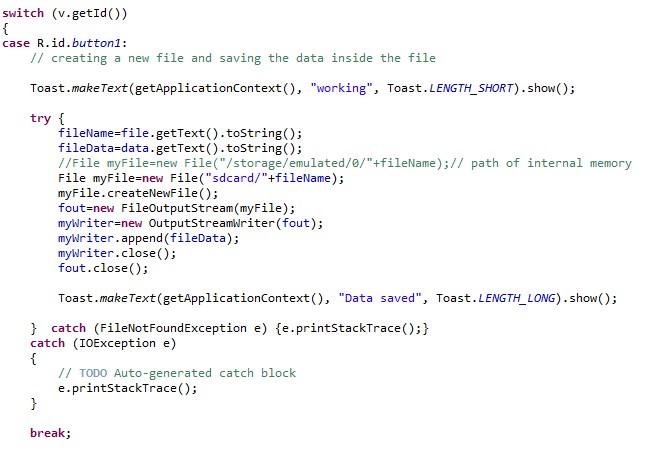 switch (v.getId())
{
case R.id.button1:
// creating a new file and saving the data inside the file
Toast.makeText(getApplicationContext(), "working", Toast.LENGTH_SHORT).show();
try {
fileName=file.getText().toString();
fileData=data.getText().toString();
//File myFile=new File("/storage/emulated/0/"+fileName);// path of internal memory
File myFile=new File("sdcard/"+fileName);
myFile.createNewFile();
fout=new FileOutputStream(myFile);
myWriter=new OutputStreamWriter(fout);
myWriter.append(fileData);
myWriter.close();
fout.close();
Toast.makeText(getApplicationContext(), "Data saved", Toast.LENGTH_LONG).show();
}  catch (FileNotFoundException e) {e.printStackTrace();}
catch (IOException e)
{
// TODO Auto-generated catch block
e.printStackTrace();
}
break;